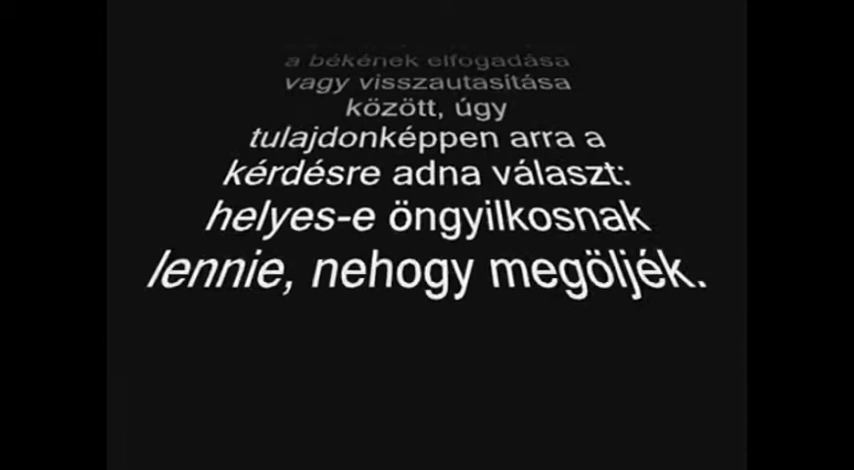 a békének elfogadása
vagy visszautasítása
között, úgy
tulajdonképpen arra a
kérdésre adna választ:
helyes-e öngyilkosnak
lennie, nehogy megöljék.